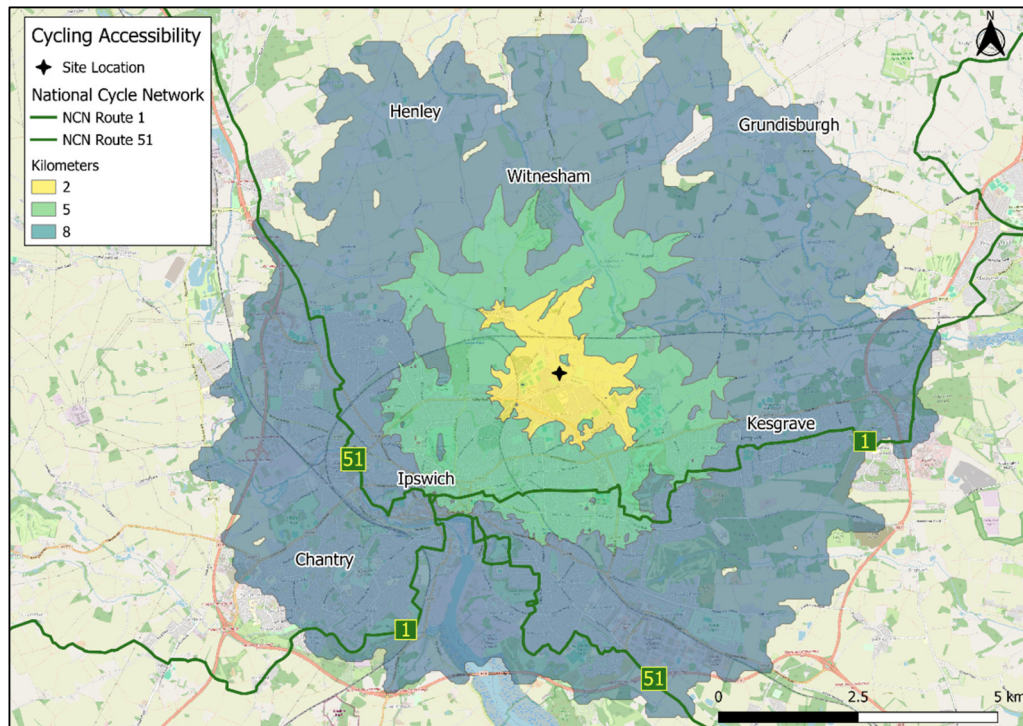 Cycling Accessibility
Site Location
National Cycle Network
NCN Route 1
NCN Route 51
Kilometers
2
5
8
N
Henley
Grundisburgh
Witnesham
Kesgrave
1
51
Ipswich
Chantry
1
51
0 2.5 5 km